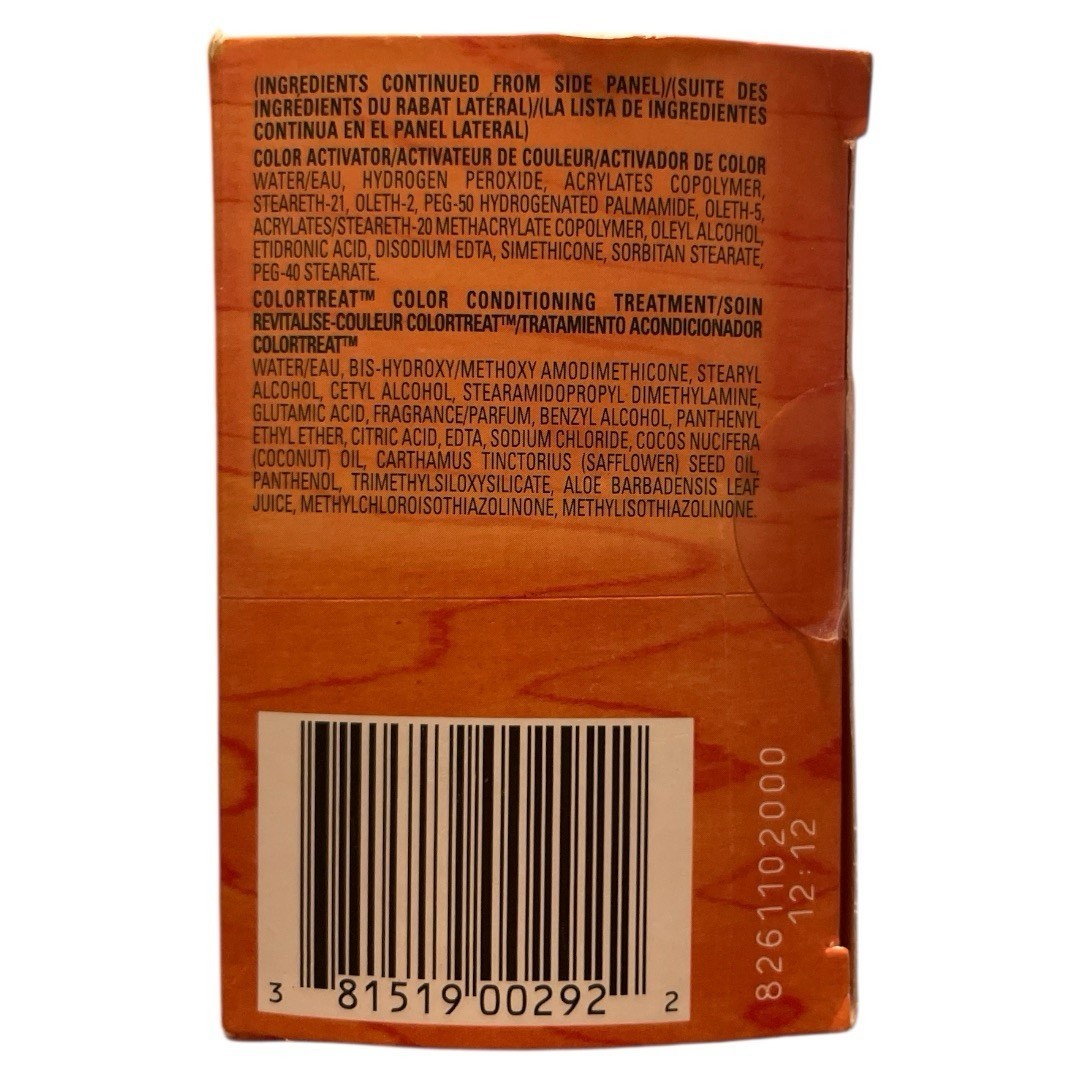 (INGREDIENTS CONTINUED FROM SIDE PANEL)/(SUITE DES
INGRÉDIENTS DU RABAT LATÉRAL)/(LA LISTA DE INGREDIENTES
CONTINUA EN EL PANEL LATERAL)
COLOR ACTIVATOR/ACTIVATEUR DE COULEUR/ACTIVADOR DE COLOR
WATER/EAU, HYDROGEN PEROXIDE, ACRYLATES COPOLYMER,
STEARETH-21, OLETH-2, PEG-50 HYDROGENATED PALMAMIDE, OLETH-5,
ACRYLATES/STEARETH-20 METHACRYLATE COPOLYMER, OLEYL ALCOHOL,
ETIDRONIC ACID, DISODIUM EDTA, SIMETHICONE, SORBITAN STEARATE,
PEG-40 STEARATE.
COLORTREAT™ COLOR CONDITIONING TREATMENT/SOIN
REVITALISE-COULEUR COLORTREAT™/TRATAMIENTO ACONDICIONADOR
COLORTREAT™
WATER/EAU, BIS-HYDROXY/METHOXY AMODIMETHICONE, STEARYL
ALCOHOL, CETYL ALCOHOL, STEARAMIDOPROPYL DIMETHYLAMINE,
GLUTAMIC ACID, FRAGRANCE/PARFUM, BENZYL ALCOHOL, PANTHENYL
ETHYL ETHER, CITRIC ACID, EDTA, SODIUM CHLORIDE, COCOS NUCIFERA
(COCONUT) OIL, CARTHAMUS TINCTORIUS (SAFFLOWER) SEED OIL,
PANTHENOL, TRIMETHYLSILOXYSILICATE, ALOE BARBADENSIS LEAF
JUICE, METHYLCHLOROISOTHIAZOLINONE, METHYLISOTHIAZOLINONE.
3 81519 00292 2
8261102000
12:12